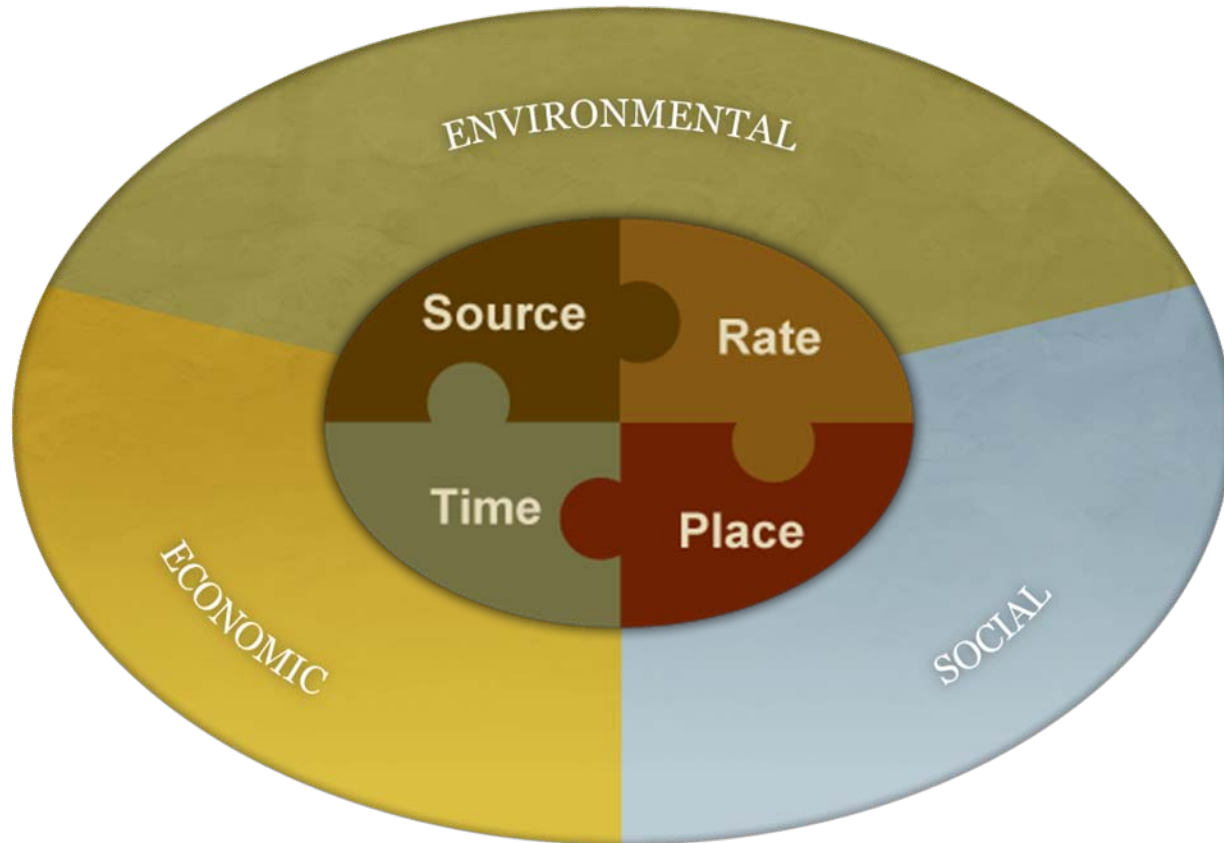 ENVIRONMENTAL
Source
Rate
Time
Place
ECONOMIC
SOCIAL